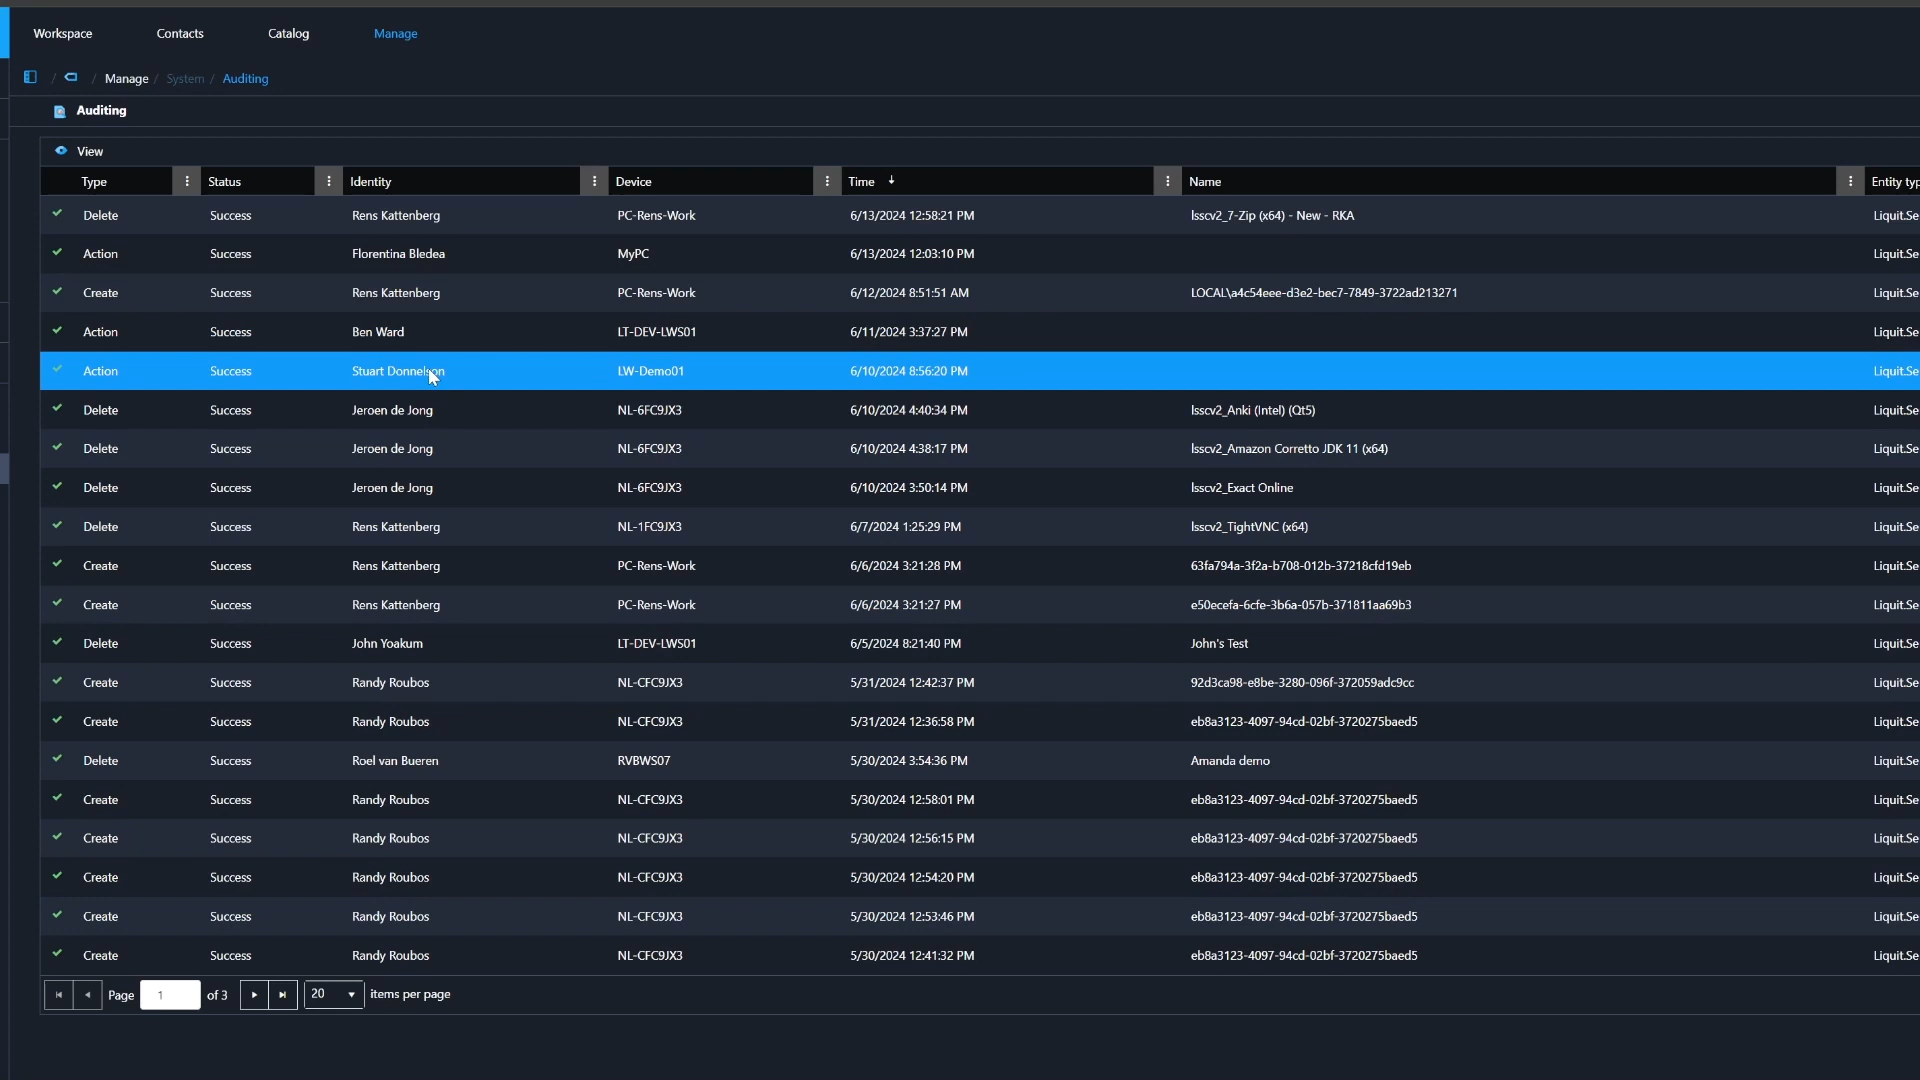 Workspace Contacts Catalog Manage
/ / Manage / System / Auditing
Auditing
View
Type Status Identity Device Time ↓ Name Entity typ
Delete Success Rens Kattenberg PC-Rens-Work 6/13/2024 12:58:21 PM lsscv2_7-Zip (x64) - New - RKA Liquit.Se
Action Success Florentina Bledea MyPC 6/13/2024 12:03:10 PM Liquit.Se
Create Success Rens Kattenberg PC-Rens-Work 6/12/2024 8:51:51 AM LOCAL\a4c54eee-d3e2-bec7-7849-3722ad213271 Liquit.Se
Action Success Ben Ward LT-DEV-LWS01 6/11/2024 3:37:27 PM Liquit.Se
Action Success Stuart Donnelson LW-Demo01 6/10/2024 8:56:20 PM Liquit.Se
Delete Success Jeroen de Jong NL-6FC9JX3 6/10/2024 4:40:34 PM lsscv2_Anki (Intel) (Qt5) Liquit.Se
Delete Success Jeroen de Jong NL-6FC9JX3 6/10/2024 4:38:17 PM lsscv2_Amazon Corretto JDK 11 (x64) Liquit.Se
Delete Success Jeroen de Jong NL-6FC9JX3 6/10/2024 3:50:14 PM lsscv2_Exact Online Liquit.Se
Delete Success Rens Kattenberg NL-1FC9JX3 6/7/2024 1:25:29 PM lsscv2_TightVNC (x64) Liquit.Se
Create Success Rens Kattenberg PC-Rens-Work 6/6/2024 3:21:28 PM 63fa794a-3f2a-b708-012b-37218cfd19eb Liquit.Se
Create Success Rens Kattenberg PC-Rens-Work 6/6/2024 3:21:27 PM e50ecefa-6cfe-3b6a-057b-371811aa69b3 Liquit.Se
Delete Success John Yoakum LT-DEV-LWS01 6/5/2024 8:21:40 PM John's Test Liquit.Se
Create Success Randy Roubos NL-CFC9JX3 5/31/2024 12:42:37 PM 92d3ca98-e8be-3280-096f-372059adc9cc Liquit.Se
Create Success Randy Roubos NL-CFC9JX3 5/31/2024 12:36:58 PM eb8a3123-4097-94cd-02bf-3720275baed5 Liquit.Se
Delete Success Roel van Bueren RVBWS07 5/30/2024 3:54:36 PM Amanda demo Liquit.Se
Create Success Randy Roubos NL-CFC9JX3 5/30/2024 12:58:01 PM eb8a3123-4097-94cd-02bf-3720275baed5 Liquit.Se
Create Success Randy Roubos NL-CFC9JX3 5/30/2024 12:56:15 PM eb8a3123-4097-94cd-02bf-3720275baed5 Liquit.Se
Create Success Randy Roubos NL-CFC9JX3 5/30/2024 12:54:20 PM eb8a3123-4097-94cd-02bf-3720275baed5 Liquit.Se
Create Success Randy Roubos NL-CFC9JX3 5/30/2024 12:53:46 PM eb8a3123-4097-94cd-02bf-3720275baed5 Liquit.Se
Create Success Randy Roubos NL-CFC9JX3 5/30/2024 12:41:32 PM eb8a3123-4097-94cd-02bf-3720275baed5 Liquit.Se
Page 1 of 3 20 items per page